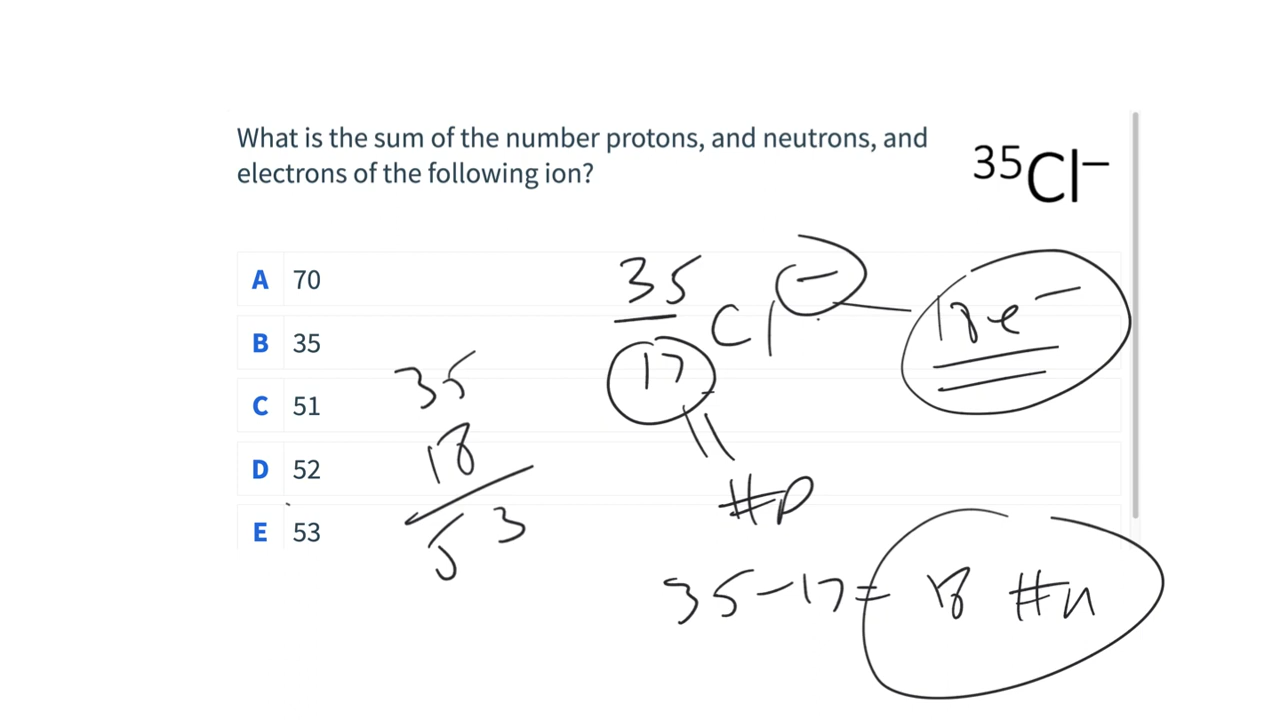 What is the sum of the number protons, and neutrons, and
electrons of the following ion?
³⁵Cl⁻
A 70
B 35
C 51
D 52
E 53
35
17
Cl⁻
18e⁻
35
18
53
#p
35-17= 18 #n